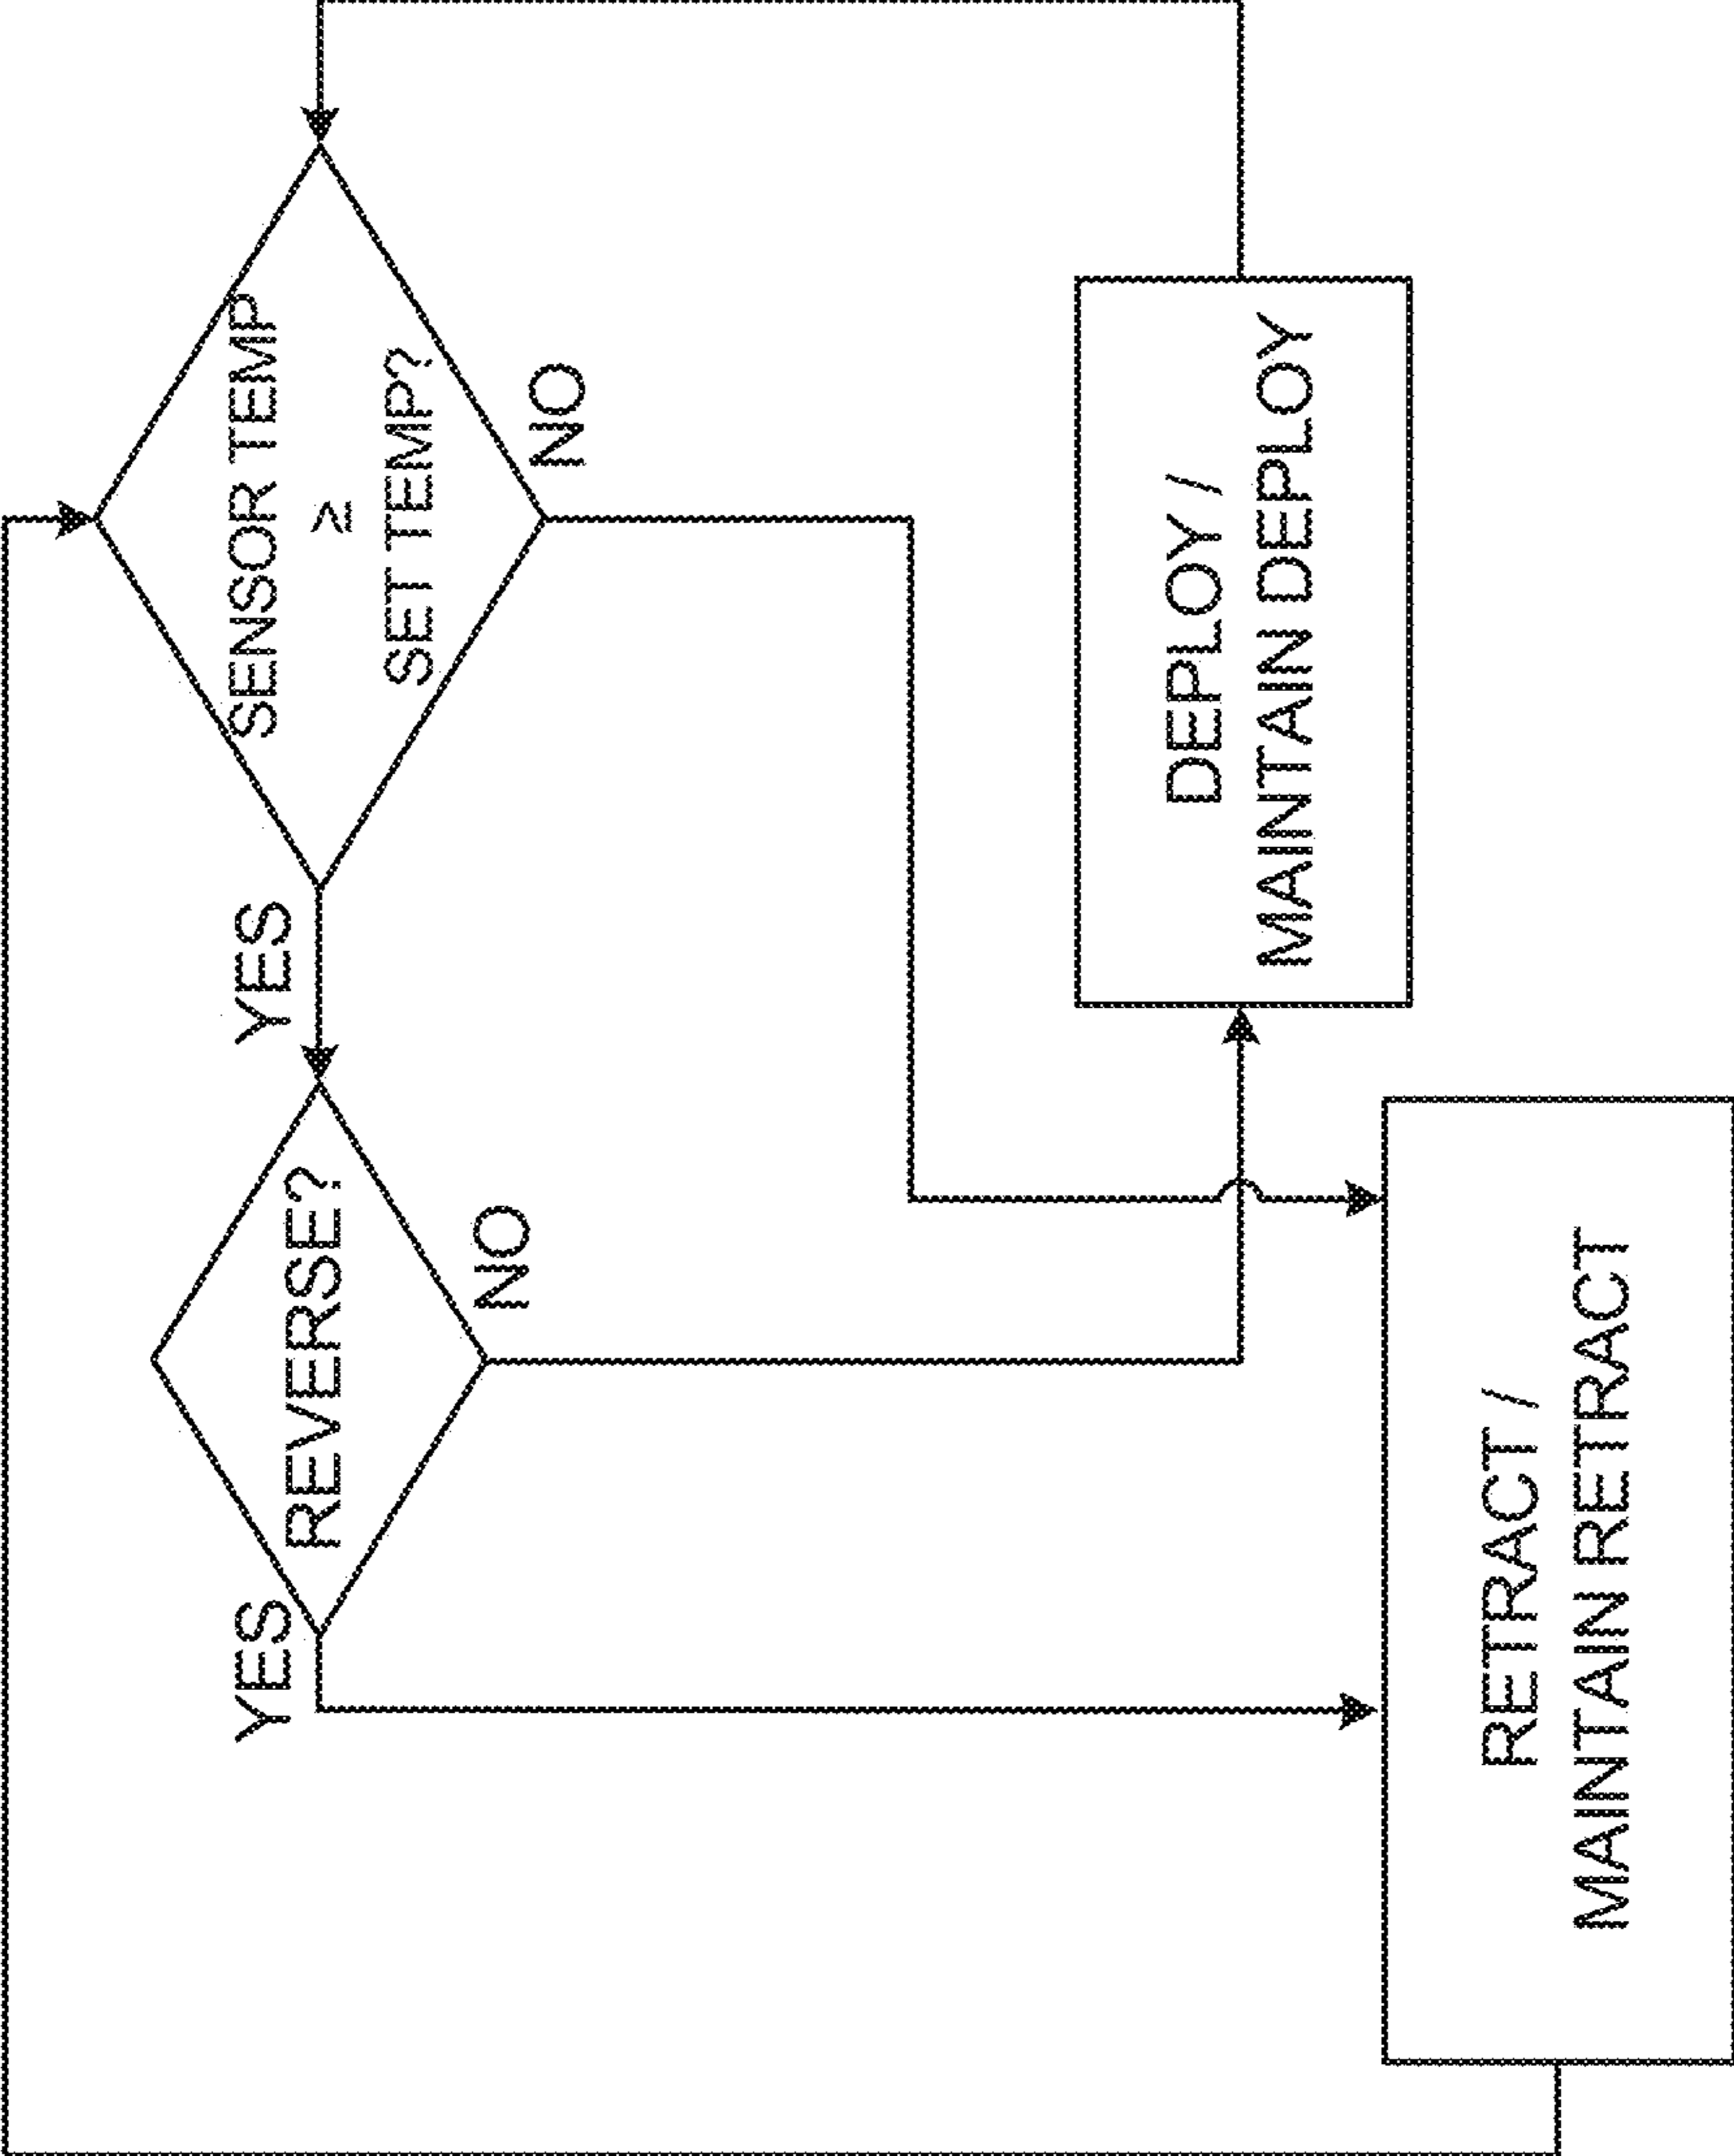 YES
REVERSE?
NO
YES
SENSOR TEMP
≥
SET TEMP?
NO
DEPLOY /
MAINTAIN DEPLOY
RETRACT /
MAINTAIN RETRACT